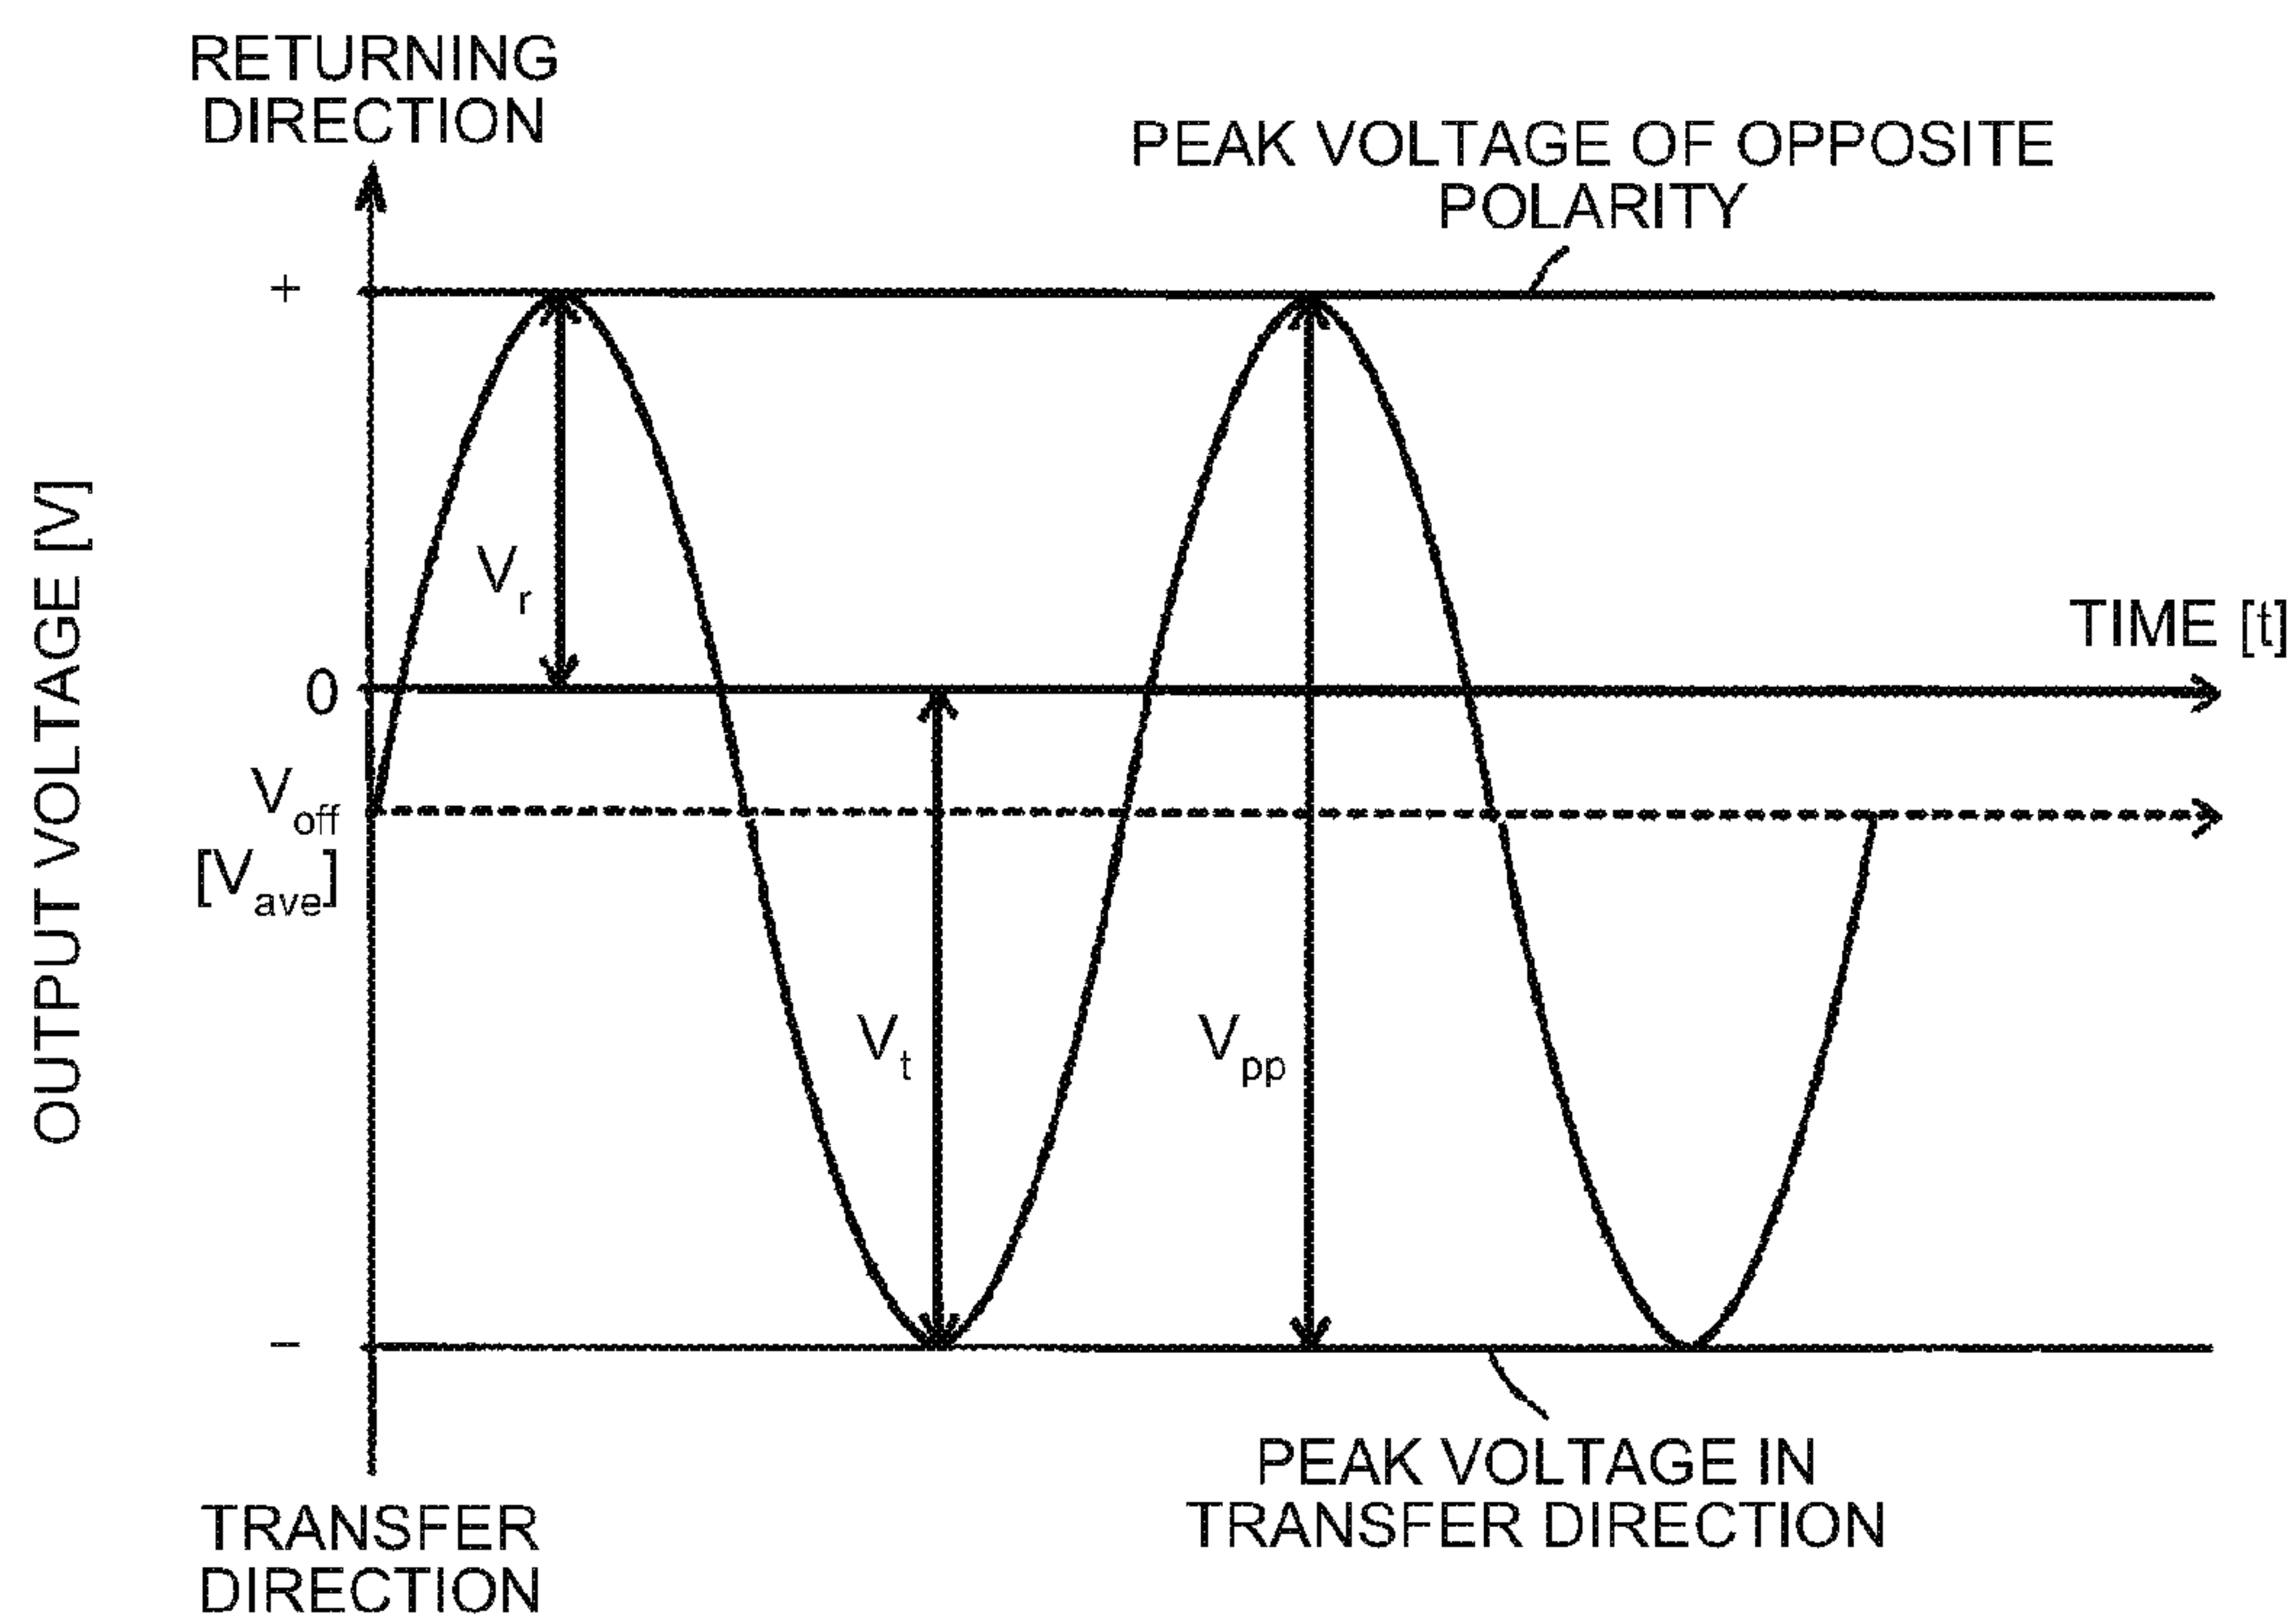 RETURNING
DIRECTION
PEAK VOLTAGE OF OPPOSITE
POLARITY
+
OUTPUT VOLTAGE [V]
Vr
TIME [t]
0
Voff
[Vave]
Vt
Vpp
−
PEAK VOLTAGE IN
TRANSFER DIRECTION
TRANSFER
DIRECTION